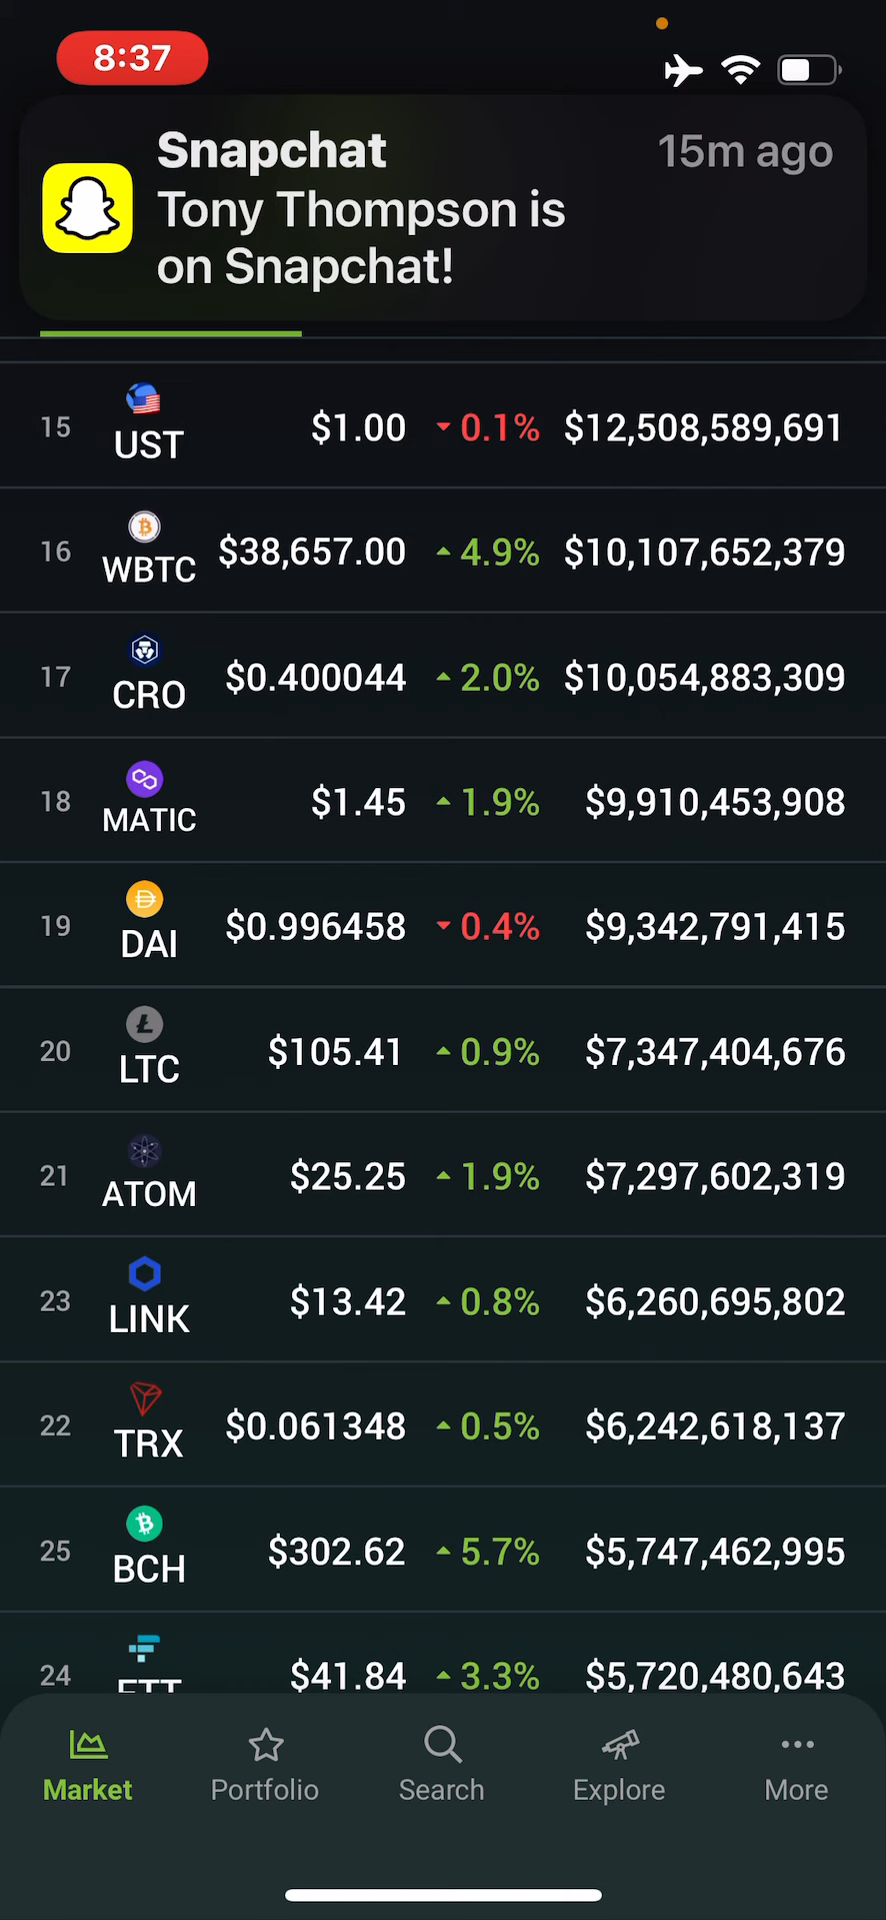 8:37
Snapchat 15m ago
Tony Thompson is
on Snapchat!
15 UST $1.00 0.1% $12,508,589,691
16 WBTC $38,657.00 4.9% $10,107,652,379
17 CRO $0.400044 2.0% $10,054,883,309
18 MATIC $1.45 1.9% $9,910,453,908
19 DAI $0.996458 0.4% $9,342,791,415
20 LTC $105.41 0.9% $7,347,404,676
21 ATOM $25.25 1.9% $7,297,602,319
23 LINK $13.42 0.8% $6,260,695,802
22 TRX $0.061348 0.5% $6,242,618,137
25 BCH $302.62 5.7% $5,747,462,995
24 FTT $41.84 3.3% $5,720,480,643
Market Portfolio Search Explore More